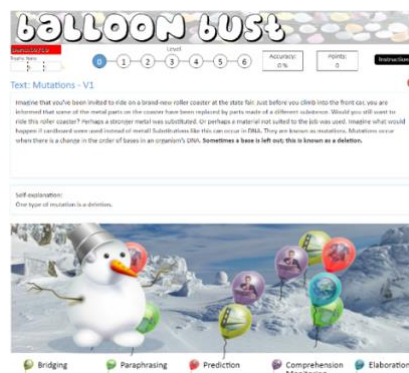 balloon bust
Level
0 1 2 3 4 5 6
Accuracy:
0 %
Points:
0
Instruction
Text: Mutations - V1
Imagine that you've been invited to ride on a brand-new roller coaster at the state fair. Just before you climb into the front car, you are
informed that some of the metal parts on the coaster have been replaced by parts made of a different substance. Would you still want to
ride this roller coaster? Perhaps a stronger metal was substituted. Or perhaps a material not suited to the job was used. Imagine what would
happen if cardboard were used instead of metal! Substitutions like this can occur in DNA. They are known as mutations. Mutations occur
when there is a change in the order of bases in an organism's DNA. Sometimes a base is left out; this is known as a deletion.
Self-explanation:
One type of mutation is a deletion.
Bridging
Paraphrasing
Prediction
Comprehension
Monitoring
Elaboration